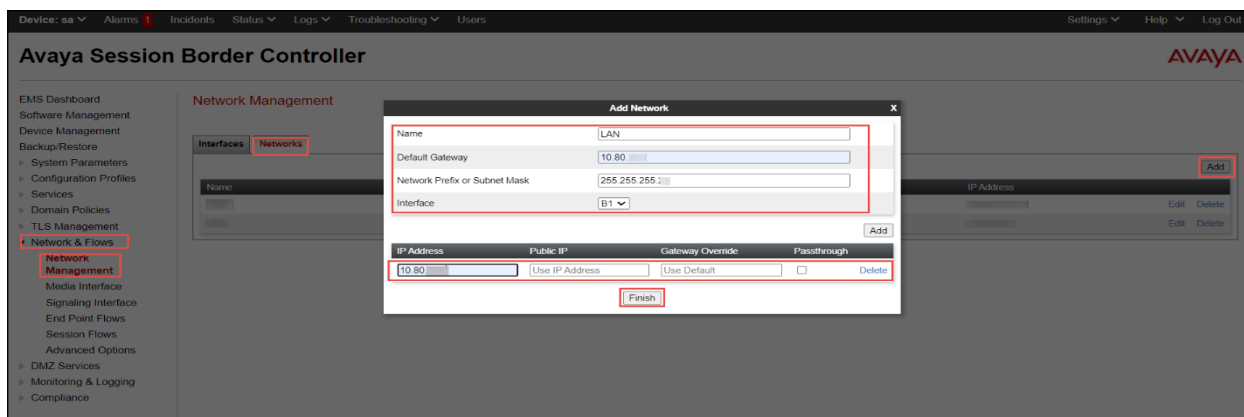 Device: sa Alarms 1 Incidents Status Logs Troubleshooting Users Settings Help Log Out
Avaya Session Border Controller
AVAYA
EMS Dashboard
Software Management
Device Management
Backup/Restore
System Parameters
Configuration Profiles
Services
Domain Policies
TLS Management
Network & Flows
Network
Management
Media Interface
Signaling Interface
End Point Flows
Session Flows
Advanced Options
DMZ Services
Monitoring & Logging
Compliance
Network Management
Interfaces Networks
Add
Name IP Address
Edit Delete
Edit Delete
Add Network X
Name LAN
Default Gateway 10.80.
Network Prefix or Subnet Mask 255.255.255.
Interface B1
Add
IP Address Public IP Gateway Override Passthrough
10.80. Use IP Address Use Default Delete
Finish